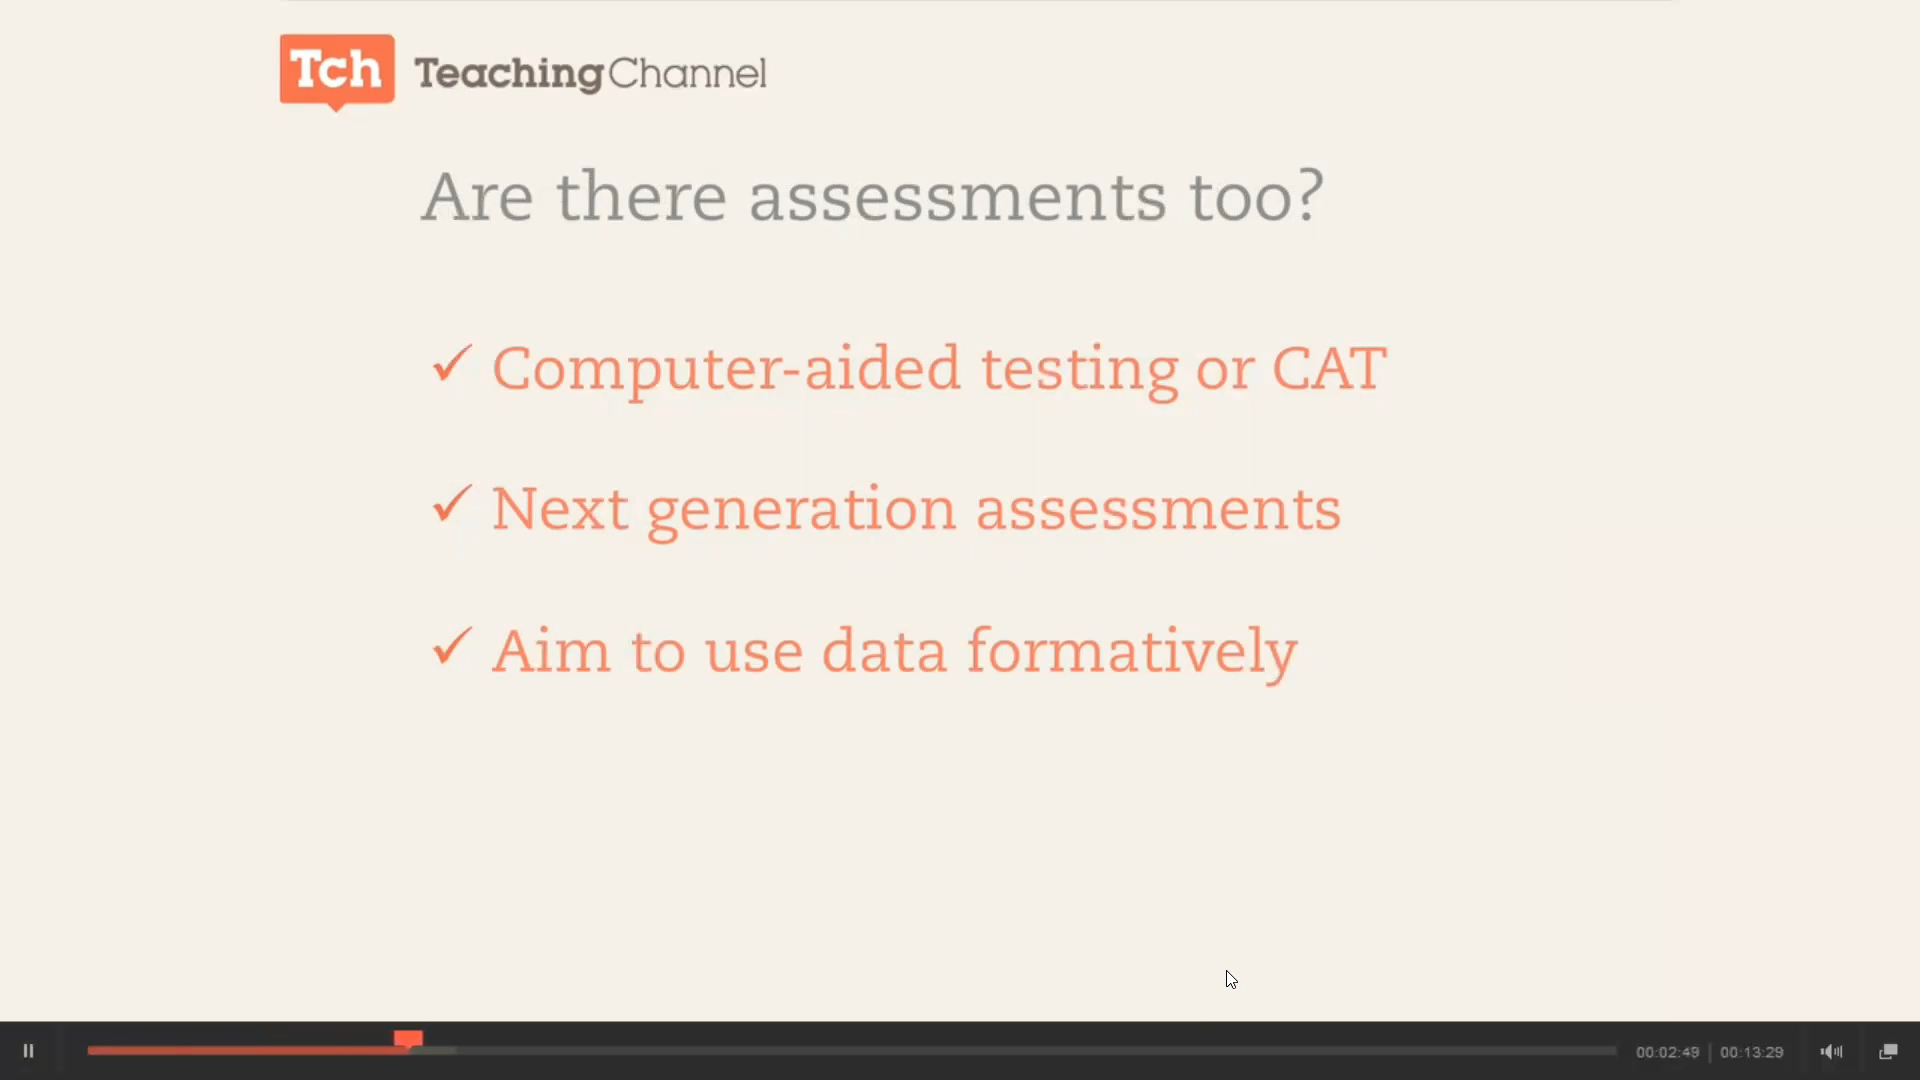 Tch TeachingChannel
Are there assessments too?
✓ Computer-aided testing or CAT
✓ Next generation assessments
✓ Aim to use data formatively
00:02:49 | 00:13:29